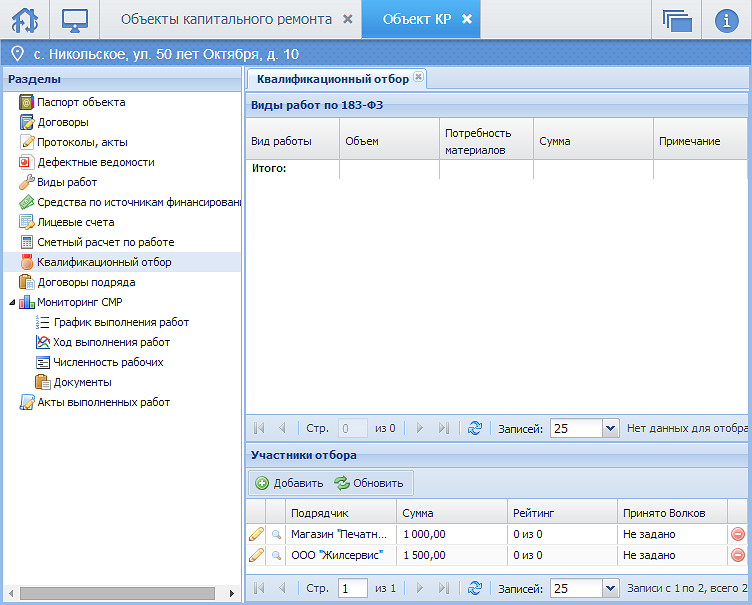 Объекты капитального ремонта
Объект КР
с. Никольское, ул. 50 лет Октября, д. 10
Разделы
Паспорт объекта
Договоры
Протоколы, акты
Дефектные ведомости
Виды работ
Средства по источникам финансировани
Лицевые счета
Сметный расчет по работе
Квалификационный отбор
Договоры подряда
Мониторинг СМР
График выполнения работ
Ход выполнения работ
Численность рабочих
Документы
Акты выполненных работ
Квалификационный отбор
Виды работ по 183-ФЗ
Вид работы Объем Потребность материалов Сумма Примечание
Итого:
Стр. 0 из 0 Записей: 25 Нет данных для отобра
Участники отбора
Добавить Обновить
Подрядчик Сумма Рейтинг Принято Волков
Магазин "Печатн... 1 000,00 0 из 0 Не задано
ООО "Жилсервис" 1 500,00 0 из 0 Не задано
Стр. 1 из 1 Записей: 25 Записи с 1 по 2, всего 2